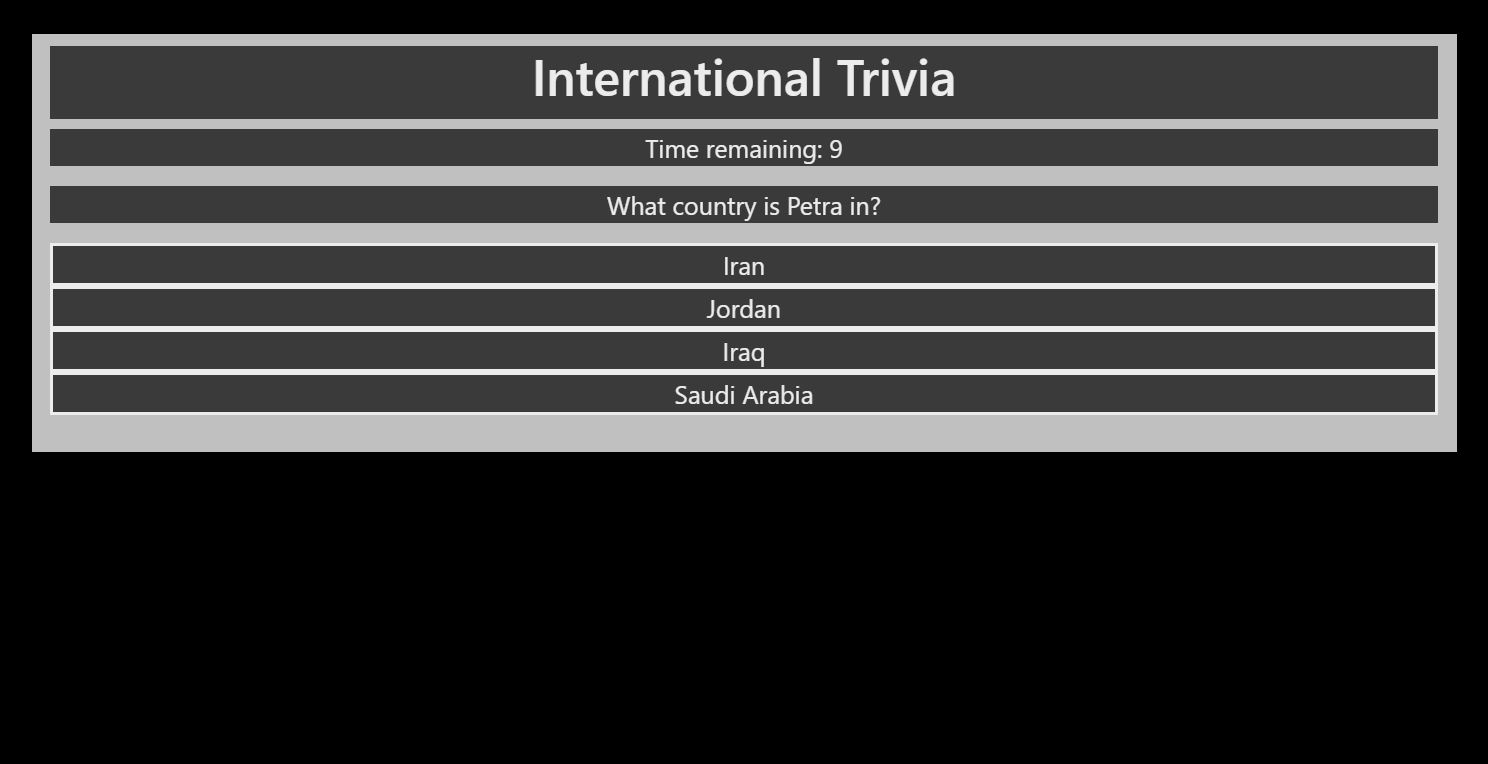 International Trivia
Time remaining: 9
What country is Petra in?
Iran
Jordan
Iraq
Saudi Arabia